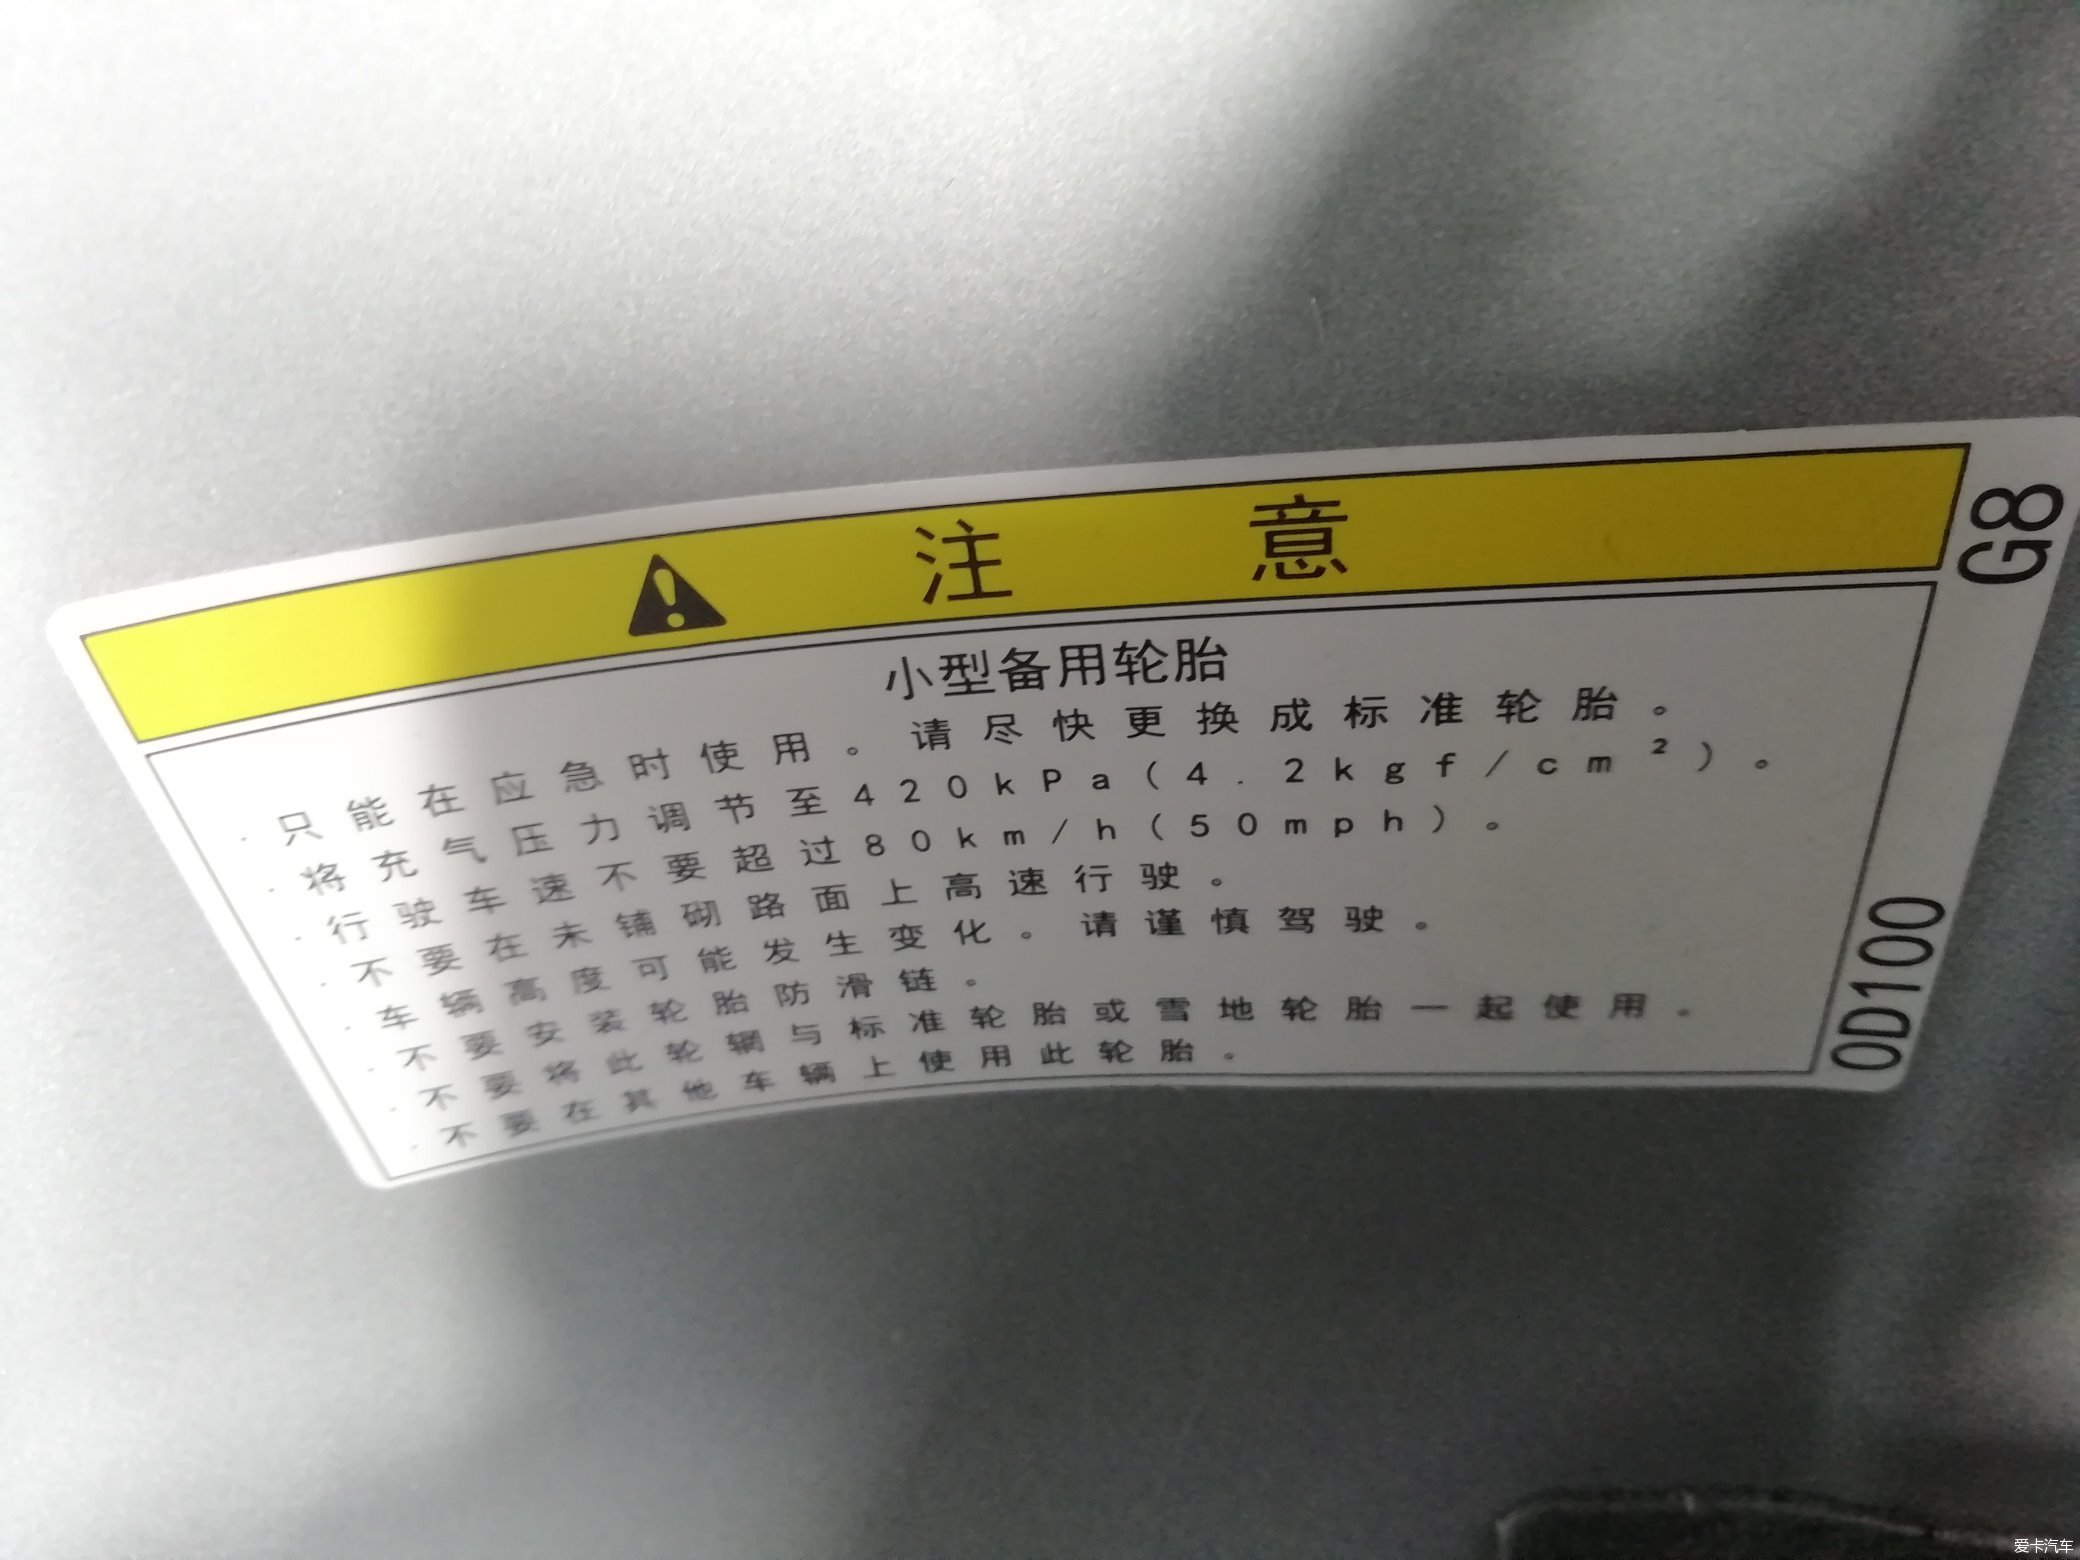 注意
小型备用轮胎
·只能在应急时使用。请尽快更换成标准轮胎。
·将充气压力调节至420kPa(4.2kgf/cm²)。
·行驶车速不要超过80km/h(50mph)。
·不要在未铺砌路面上高速行驶。
·车辆高度可能发生变化。请谨慎驾驶。
·不要安装轮胎防滑链。
·不要将此轮辋与标准轮胎或雪地轮胎一起使用。
·不要在其他车辆上使用此轮胎。
G8
0D100
爱卡汽车